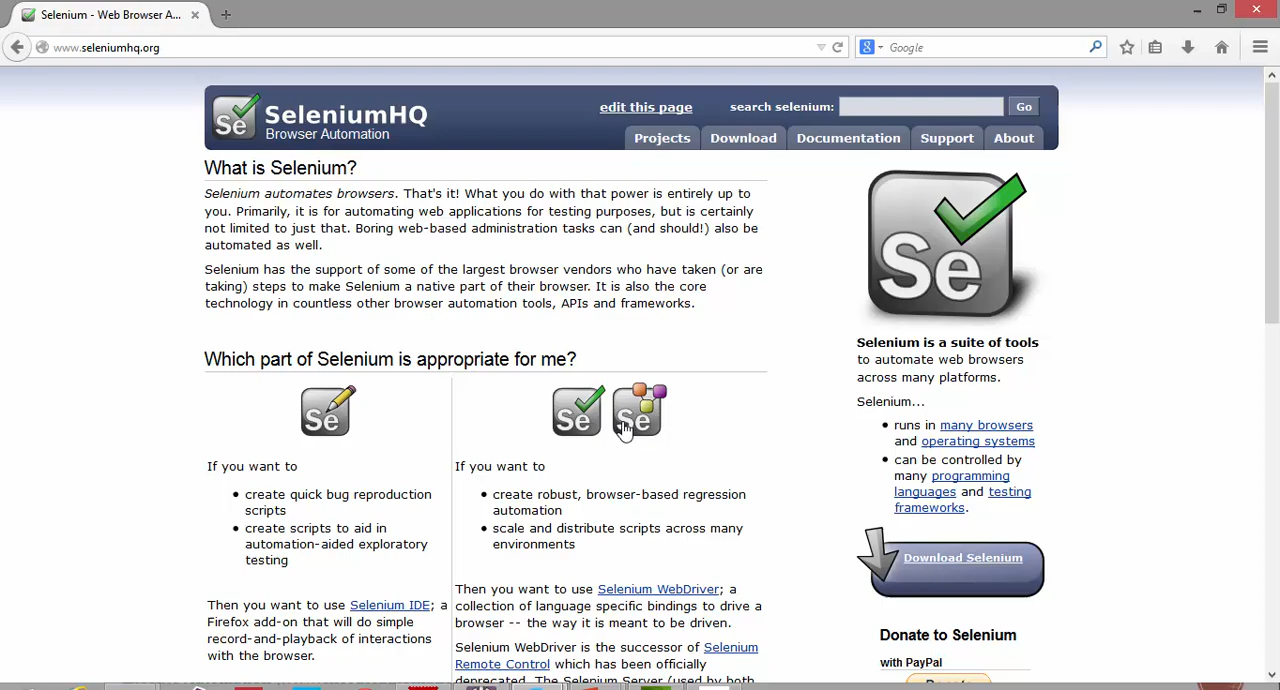 Selenium - Web Browser A...
www.seleniumhq.org
8 Google
Se SeleniumHQ
Browser Automation
edit this page
search selenium:
Go
Projects Download Documentation Support About
What is Selenium?
Selenium automates browsers. That's it! What you do with that power is entirely up to
you. Primarily, it is for automating web applications for testing purposes, but is certainly
not limited to just that. Boring web-based administration tasks can (and should!) also be
automated as well.
Selenium has the support of some of the largest browser vendors who have taken (or are
taking) steps to make Selenium a native part of their browser. It is also the core
technology in countless other browser automation tools, APIs and frameworks.
Which part of Selenium is appropriate for me?
Se
If you want to
create quick bug reproduction
scripts
create scripts to aid in
automation-aided exploratory
testing
Then you want to use Selenium IDE; a
Firefox add-on that will do simple
record-and-playback of interactions
with the browser.
Se Se
If you want to
create robust, browser-based regression
automation
scale and distribute scripts across many
environments
Then you want to use Selenium WebDriver; a
collection of language specific bindings to drive a
browser -- the way it is meant to be driven.
Selenium WebDriver is the successor of Selenium
Remote Control which has been officially
deprecated. The Selenium Server (used by both
Se
Selenium is a suite of tools
to automate web browsers
across many platforms.
Selenium...
runs in many browsers
and operating systems
can be controlled by
many programming
languages and testing
frameworks.
Download Selenium
Donate to Selenium
with PayPal